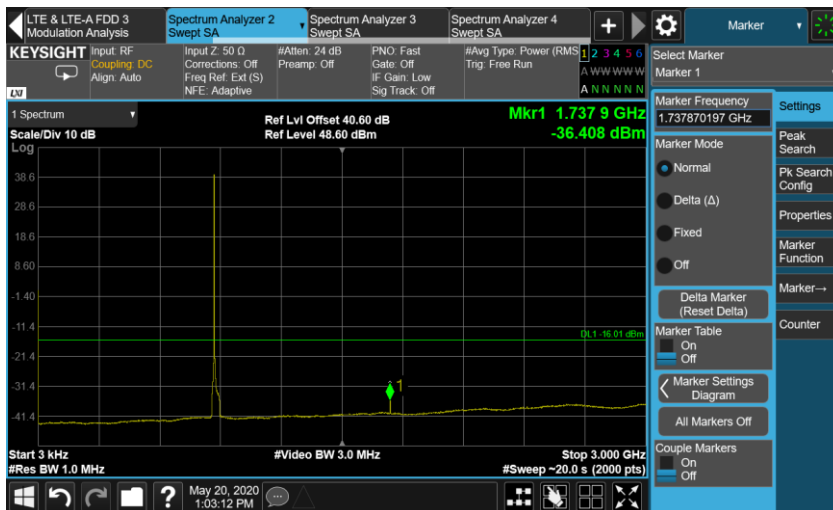 LTE & LTE-A FDD 3
Modulation Analysis
Spectrum Analyzer 2
Swept SA
Spectrum Analyzer 3
Swept SA
Spectrum Analyzer 4
Swept SA
+
Marker
KEYSIGHT
LXI
Input: RF
Coupling: DC
Align: Auto
Input Z: 50 Ω
Corrections: Off
Freq Ref: Ext (S)
NFE: Adaptive
#Atten: 24 dB
Preamp: Off
PNO: Fast
Gate: Off
IF Gain: Low
Sig Track: Off
#Avg Type: Power (RMS
Trig: Free Run
1 2 3 4 5 6
A W W W W W
A N N N N N
Select Marker
Marker 1
1 Spectrum
Scale/Div 10 dB
Log
Ref Lvl Offset 40.60 dB
Ref Level 48.60 dBm
Mkr1 1.737 9 GHz
-36.408 dBm
38.6
28.6
18.6
8.60
-1.40
-11.4
-21.4
-31.4
-41.4
DL1 -16.01 dBm
1
Start 3 kHz
#Res BW 1.0 MHz
#Video BW 3.0 MHz
Stop 3.000 GHz
#Sweep ~20.0 s (2000 pts)
Marker Frequency
1.737870197 GHz
Marker Mode
Normal
Delta (Δ)
Fixed
Off
Delta Marker
(Reset Delta)
Marker Table
On
Off
Marker Settings
Diagram
All Markers Off
Couple Markers
On
Off
Settings
Peak
Search
Pk Search
Config
Properties
Marker
Function
Marker→
Counter
?
May 20, 2020
1:03:12 PM